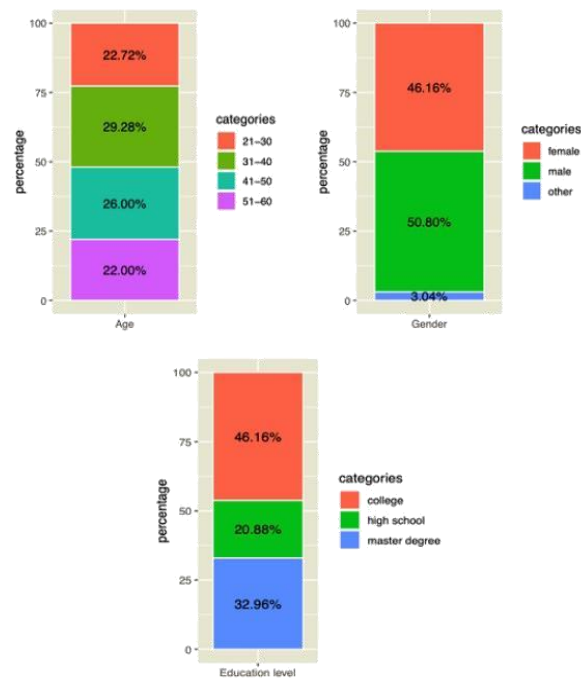 100
22.72%
75
29.28%
50
26.00%
25
22.00%
0
percentage
Age
categories
21-30
31-40
41-50
51-60
100
46.16%
75
50
50.80%
25
3.04%
0
percentage
Gender
categories
female
male
other
100
46.16%
75
50
20.88%
25
32.96%
0
percentage
Education level
categories
college
high school
master degree